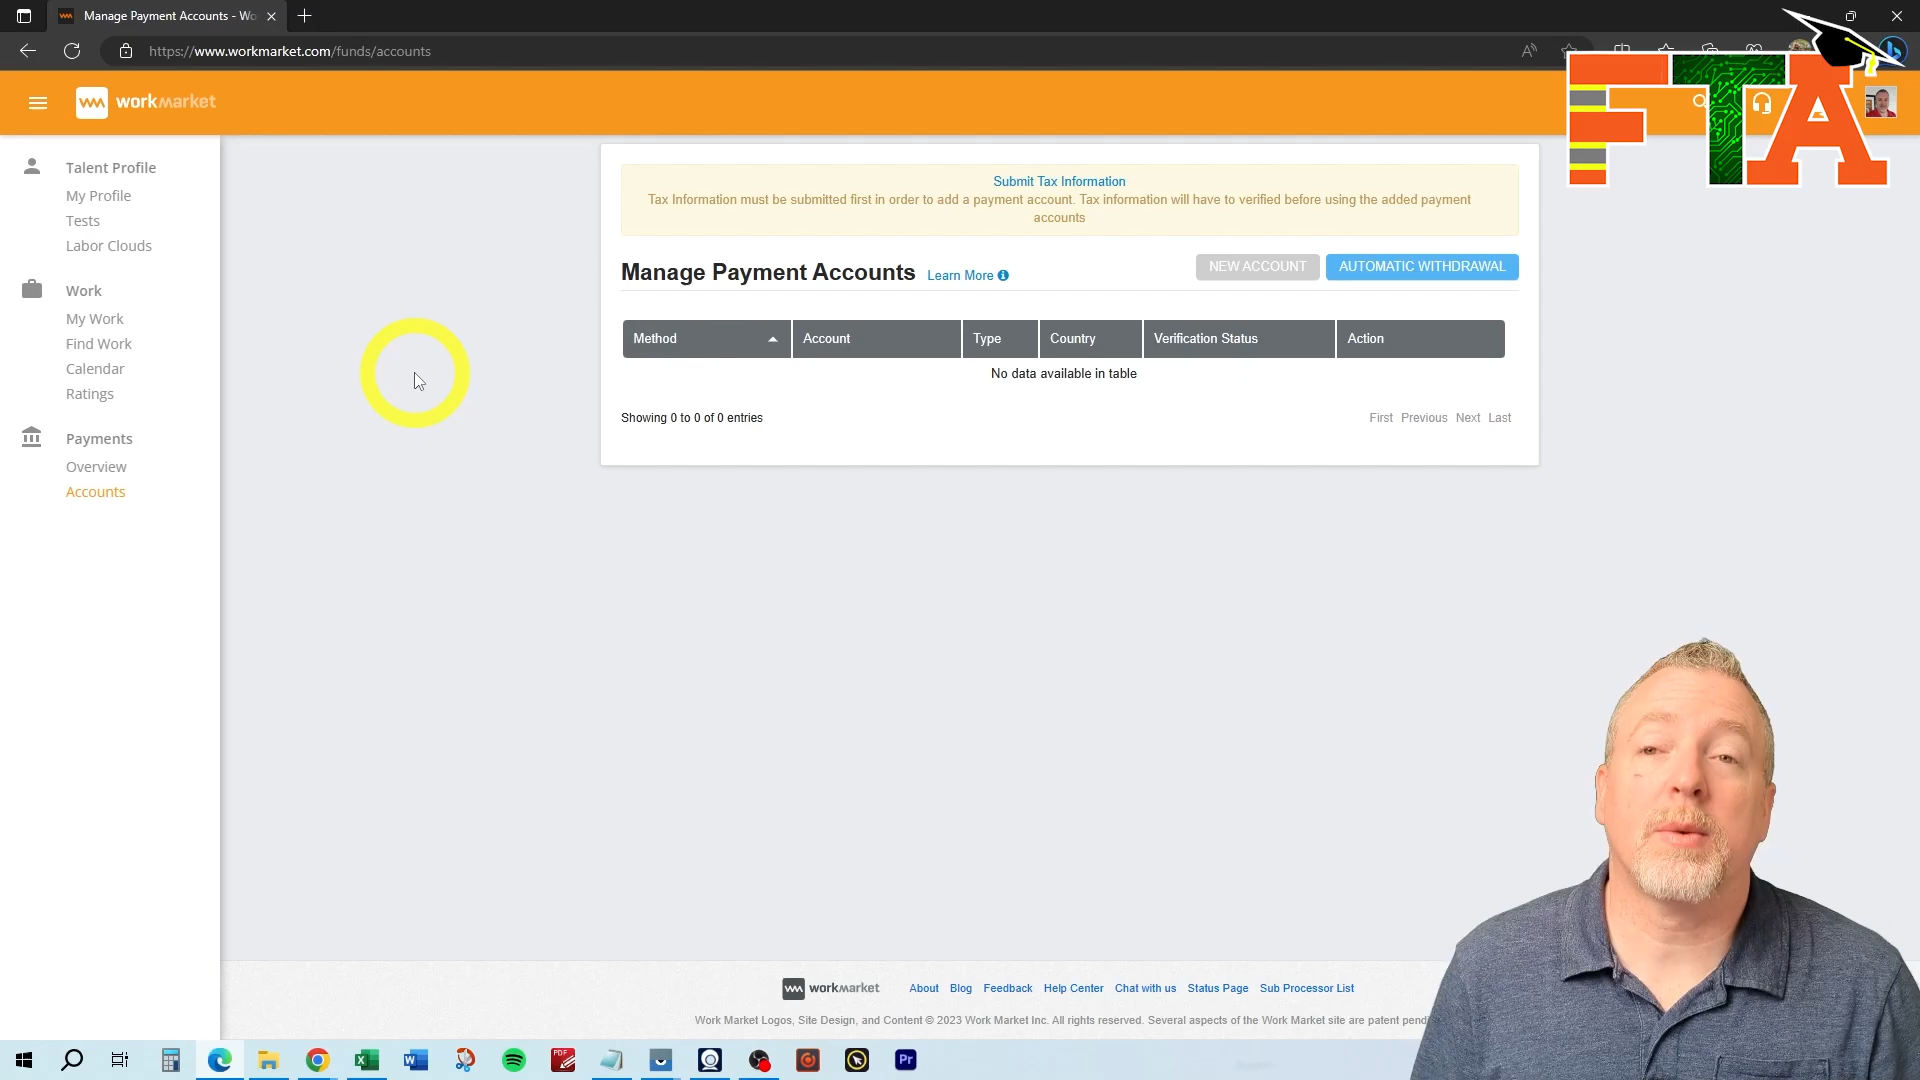 Manage Payment Accounts - Wo
https://www.workmarket.com/funds/accounts
workmarket
FTA
Talent Profile
My Profile
Tests
Labor Clouds
Work
My Work
Find Work
Calendar
Ratings
Payments
Overview
Accounts
Submit Tax Information
Tax Information must be submitted first in order to add a payment account. Tax information will have to verified before using the added payment
accounts
Manage Payment Accounts Learn More
NEW ACCOUNT AUTOMATIC WITHDRAWAL
Method Account Type Country Verification Status Action
No data available in table
Showing 0 to 0 of 0 entries
First Previous Next Last
workmarket About Blog Feedback Help Center Chat with us Status Page Sub Processor List
Work Market Logos, Site Design, and Content © 2023 Work Market Inc. All rights reserved. Several aspects of the Work Market site are patent
PDF
Pr